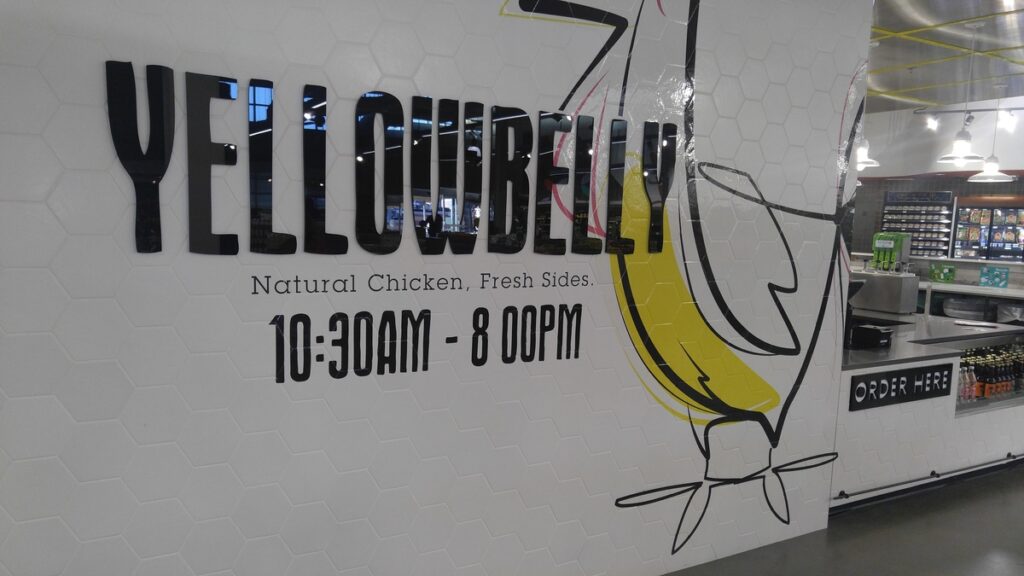 YELLOWBELLY
Natural Chicken, Fresh Sides.
10:30AM - 8 00PM
ORDER HERE